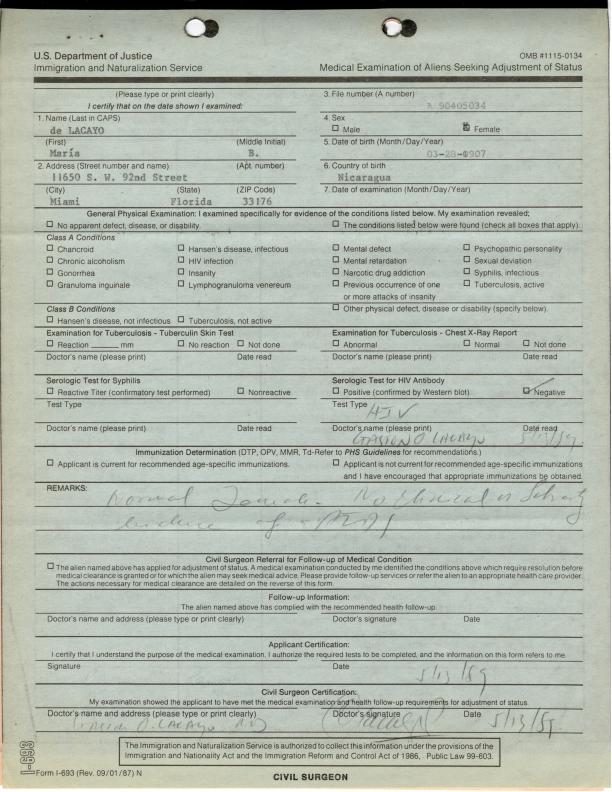 U.S. Department of Justice
Immigration and Naturalization Service
OMB #1115-0134
Medical Examination of Aliens Seeking Adjustment of Status
(Please type or print clearly)
I certify that on the date shown I examined:
3. File number (A number)
A 90405034
1. Name (Last in CAPS)
de LACAYO
4. Sex
☐ Male ☒ Female
(First) (Middle Initial)
María B.
5. Date of birth (Month/Day/Year)
03-28-0907
2. Address (Street number and name) (Apt. number)
11650 S. W. 92nd Street
6. Country of birth
Nicaragua
(City) (State) (ZIP Code)
Miami Florida 33176
7. Date of examination (Month/Day/Year)
General Physical Examination: I examined specifically for evidence of the conditions listed below. My examination revealed;
☐ No apparent defect, disease, or disability. ☐ The conditions listed below were found (check all boxes that apply).
Class A Conditions
☐ Chancroid ☐ Hansen's disease, infectious ☐ Mental defect ☐ Psychopathic personality
☐ Chronic alcoholism ☐ HIV infection ☐ Mental retardation ☐ Sexual deviation
☐ Gonorrhea ☐ Insanity ☐ Narcotic drug addiction ☐ Syphilis, infectious
☐ Granuloma inguinale ☐ Lymphogranuloma venereum ☐ Previous occurrence of one ☐ Tuberculosis, active
or more attacks of insanity
Class B Conditions
☐ Other physical defect, disease or disability (specify below).
☐ Hansen's disease, not infectious ☐ Tuberculosis, not active
Examination for Tuberculosis - Tuberculin Skin Test
☐ Reaction ______ mm ☐ No reaction ☐ Not done
Doctor's name (please print) Date read
Examination for Tuberculosis - Chest X-Ray Report
☐ Abnormal ☐ Normal ☐ Not done
Doctor's name (please print) Date read
Serologic Test for Syphilis
☐ Reactive Titer (confirmatory test performed) ☐ Nonreactive
Test Type
Doctor's name (please print) Date read
Serologic Test for HIV Antibody
☐ Positive (confirmed by Western blot) ☑ Negative
Test Type
HIV
Doctor's name (please print) Date read
GASTON O. LACAYO 5/13/89
Immunization Determination (DTP, OPV, MMR, Td-Refer to PHS Guidelines for recommendations.)
☐ Applicant is current for recommended age-specific immunizations. ☐ Applicant is not current for recommended age-specific immunizations
and I have encouraged that appropriate immunizations be obtained.
REMARKS:
Normal Female. No Clinical or
evidence of
Civil Surgeon Referral for Follow-up of Medical Condition
☐ The alien named above has applied for adjustment of status. A medical examination conducted by me identified the conditions above which require resolution before
medical clearance is granted or for which the alien may seek medical advice. Please provide follow-up services or refer the alien to an appropriate health care provider.
The actions necessary for medical clearance are detailed on the reverse of this form.
Follow-up Information:
The alien named above has complied with the recommended health follow-up.
Doctor's name and address (please type or print clearly) Doctor's signature Date
Applicant Certification:
I certify that I understand the purpose of the medical examination, I authorize the required tests to be completed, and the information on this form refers to me.
Signature Date
5/13/89
Civil Surgeon Certification:
My examination showed the applicant to have met the medical examination and health follow-up requirements for adjustment of status.
Doctor's name and address (please type or print clearly) Doctor's signature Date
GASTON O. LACAYO M.D. 5/13/89
The Immigration and Naturalization Service is authorized to collect this information under the provisions of the
Immigration and Nationality Act and the Immigration Reform and Control Act of 1986, Public Law 99-603.
I-693
Form I-693 (Rev. 09/01/87) N
CIVIL SURGEON